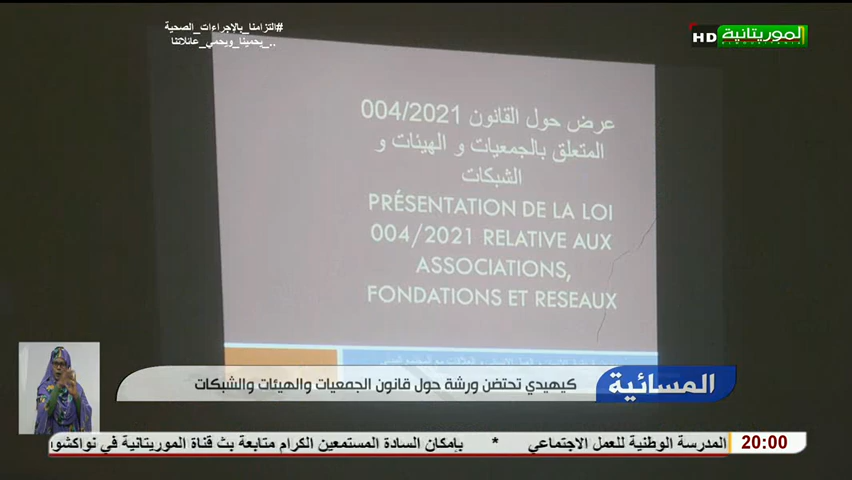 #التزامنا_بالإجراءات_الصحية
.._يحمينا_ويحمي_عائلاتنا
HD
الموريتانية
عرض حول القانون 004/2021
المتعلق بالجمعيات و الهيئات و
الشبكات
PRÉSENTATION DE LA LOI
004/2021 RELATIVE AUX
ASSOCIATIONS,
FONDATIONS ET RESEAUX
المسائية
كيهيدي تحتضن ورشة حول قانون الجمعيات والهيئات والشبكات
20:00
المدرسة الوطنية للعمل الاجتماعي * بإمكان السادة المستمعين الكرام متابعة بث قناة الموريتانية في نواكشو